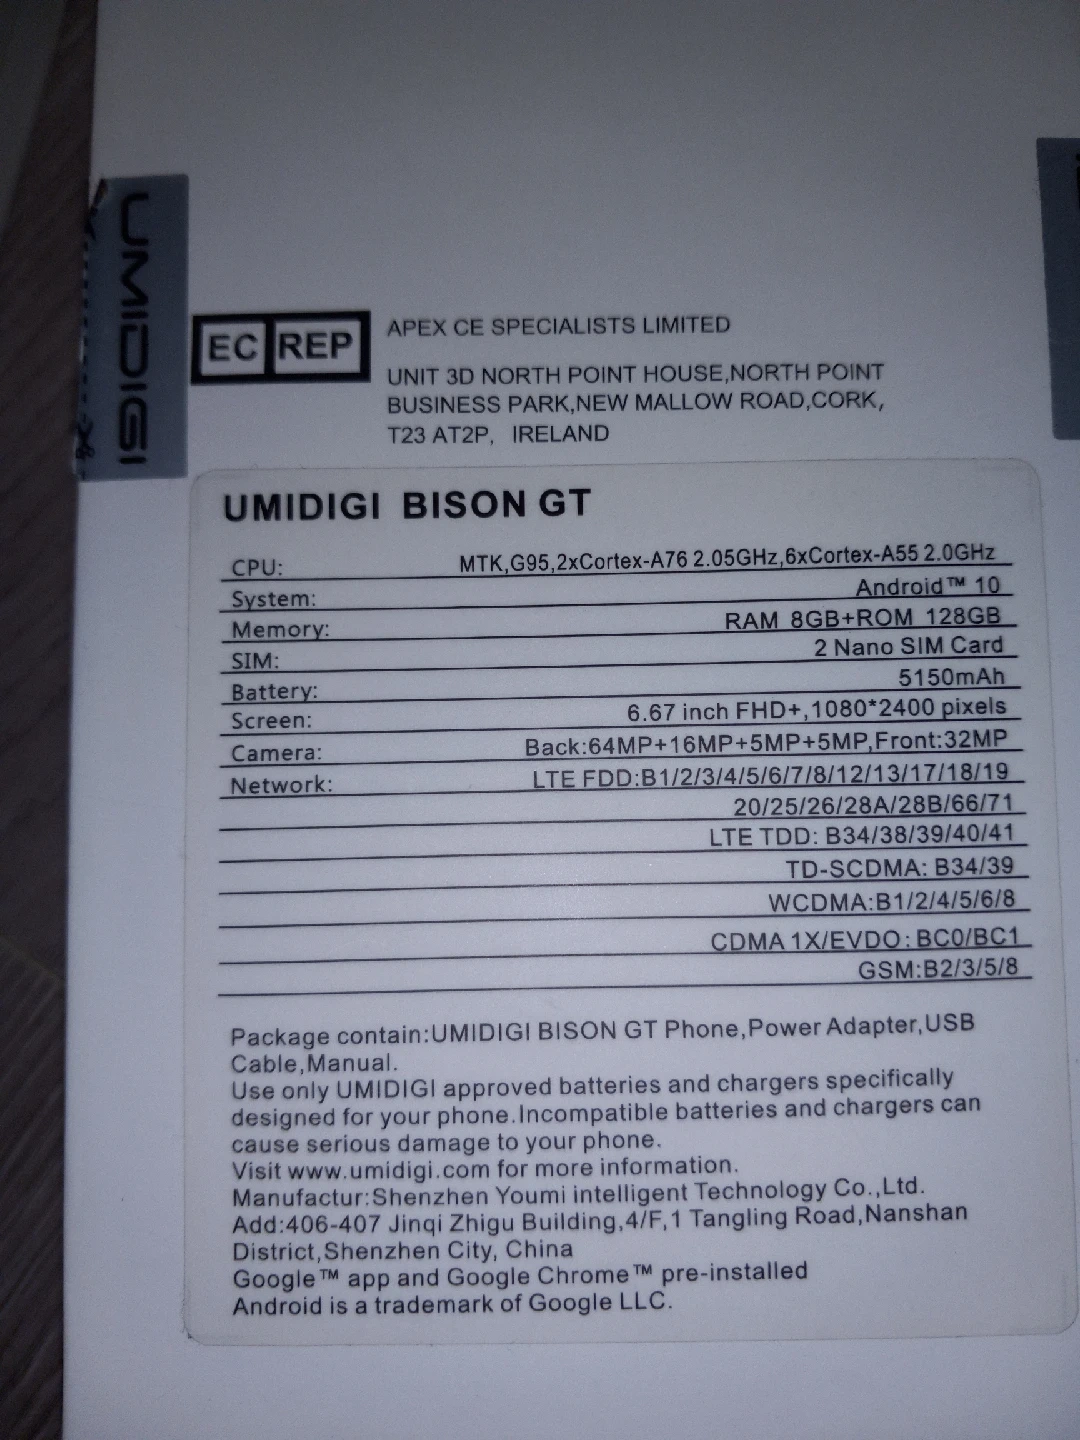 UMIDIGI
EC REP
APEX CE SPECIALISTS LIMITED
UNIT 3D NORTH POINT HOUSE,NORTH POINT
BUSINESS PARK,NEW MALLOW ROAD,CORK,
T23 AT2P, IRELAND
UMIDIGI BISON GT
CPU: MTK,G95,2xCortex-A76 2.05GHz,6xCortex-A55 2.0GHz
System: Android™ 10
Memory: RAM 8GB+ROM 128GB
SIM: 2 Nano SIM Card
Battery: 5150mAh
Screen: 6.67 inch FHD+,1080*2400 pixels
Camera: Back:64MP+16MP+5MP+5MP,Front:32MP
Network: LTE FDD:B1/2/3/4/5/6/7/8/12/13/17/18/19
20/25/26/28A/28B/66/71
LTE TDD: B34/38/39/40/41
TD-SCDMA: B34/39
WCDMA:B1/2/4/5/6/8
CDMA 1X/EVDO: BC0/BC1
GSM:B2/3/5/8
Package contain:UMIDIGI BISON GT Phone,Power Adapter,USB
Cable,Manual.
Use only UMIDIGI approved batteries and chargers specifically
designed for your phone.Incompatible batteries and chargers can
cause serious damage to your phone.
Visit www.umidigi.com for more information.
Manufactur:Shenzhen Youmi intelligent Technology Co.,Ltd.
Add:406-407 Jinqi Zhigu Building,4/F,1 Tangling Road,Nanshan
District,Shenzhen City, China
Google™ app and Google Chrome™ pre-installed
Android is a trademark of Google LLC.